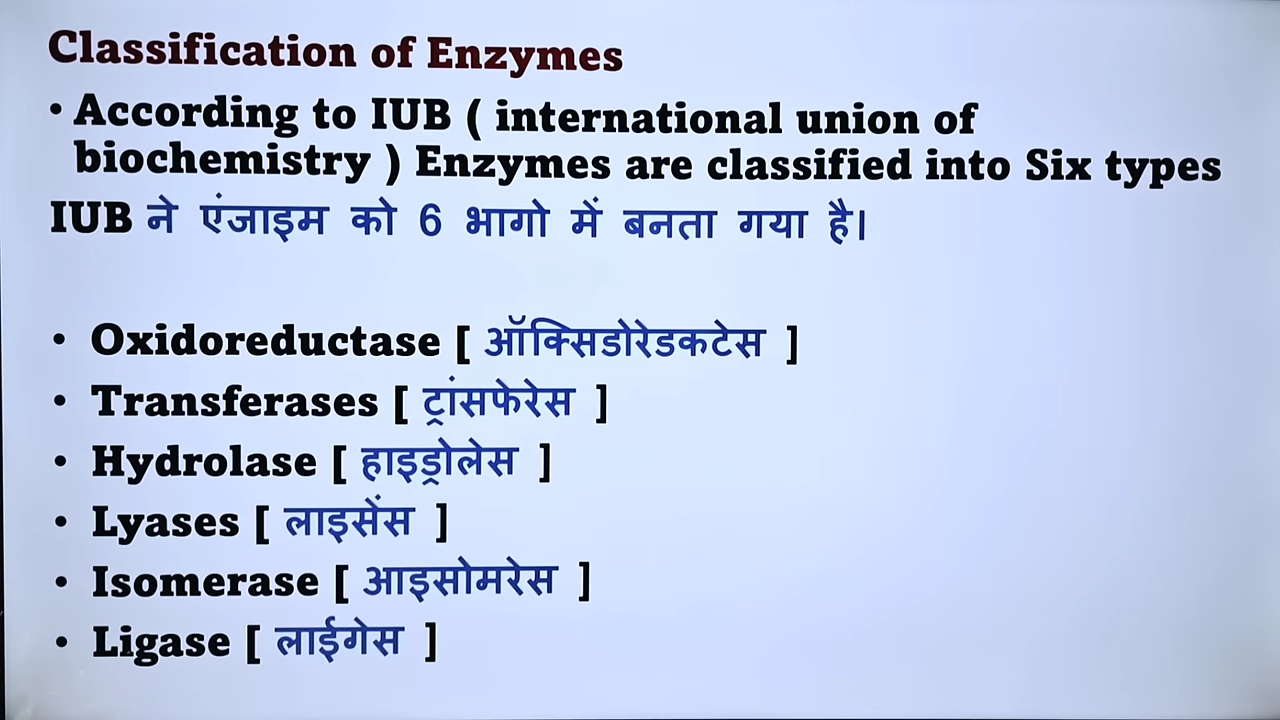 Classification of Enzymes
• According to IUB ( international union of
biochemistry ) Enzymes are classified into Six types
IUB ने एंजाइम को 6 भागो में बनता गया है।
• Oxidoreductase [ ऑक्सिडोरेडकटेस ]
• Transferases [ ट्रांसफेरेस ]
• Hydrolase [ हाइड्रोलेस ]
• Lyases [ लाइसेंस ]
• Isomerase [ आइसोमरेस ]
• Ligase [ लाईगेस ]